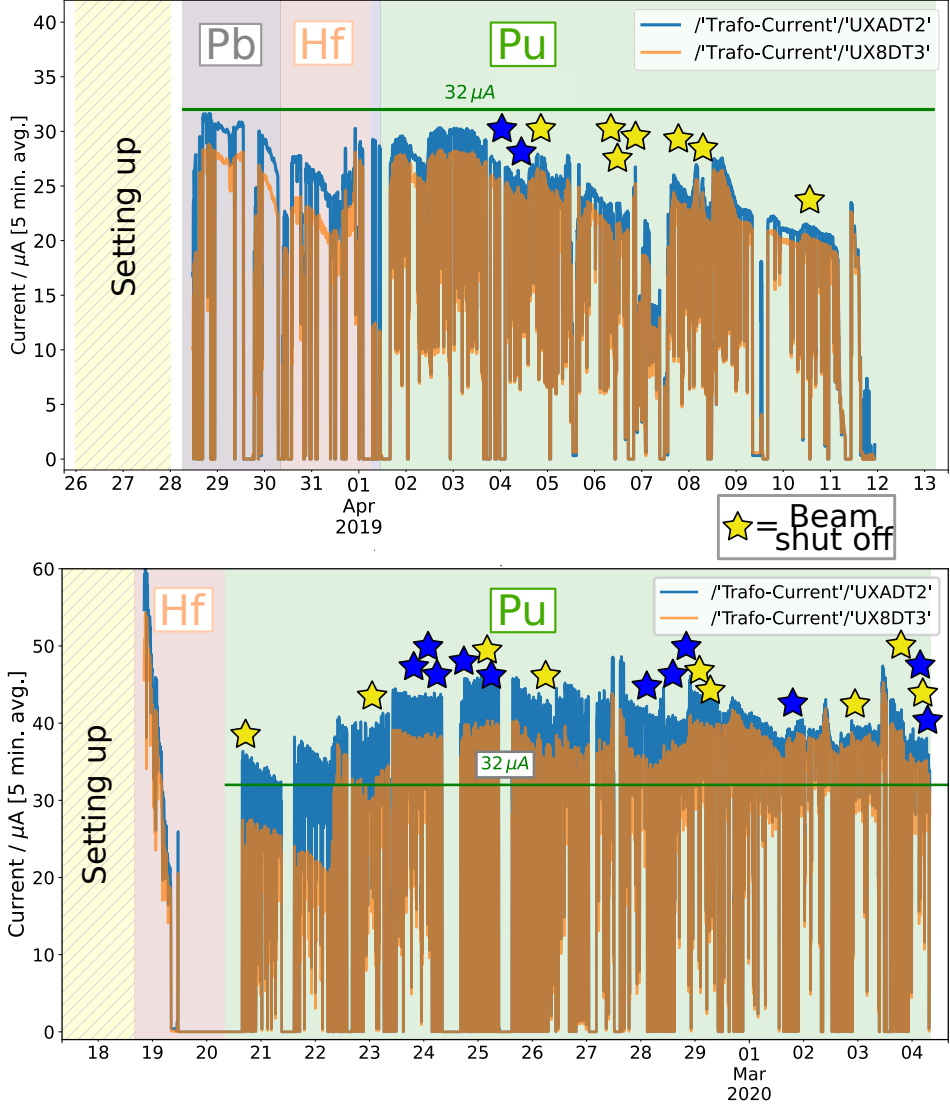 /'Trafo-Current'/'UXADT2'
/'Trafo-Current'/'UX8DT3'
Pb
Hf
Pu
32 μA
Setting up
Current / μA [5 min. avg.]
40
35
30
25
20
15
10
5
0
26 27 28 29 30 31 01 02 03 04 05 06 07 08 09 10 11 12 13
Apr
2019
= Beam
shut off
/'Trafo-Current'/'UXADT2'
/'Trafo-Current'/'UX8DT3'
Hf
Pu
32 μA
Setting up
Current / μA [5 min. avg.]
60
50
40
30
20
10
0
18 19 20 21 22 23 24 25 26 27 28 29 01 02 03 04
Mar
2020